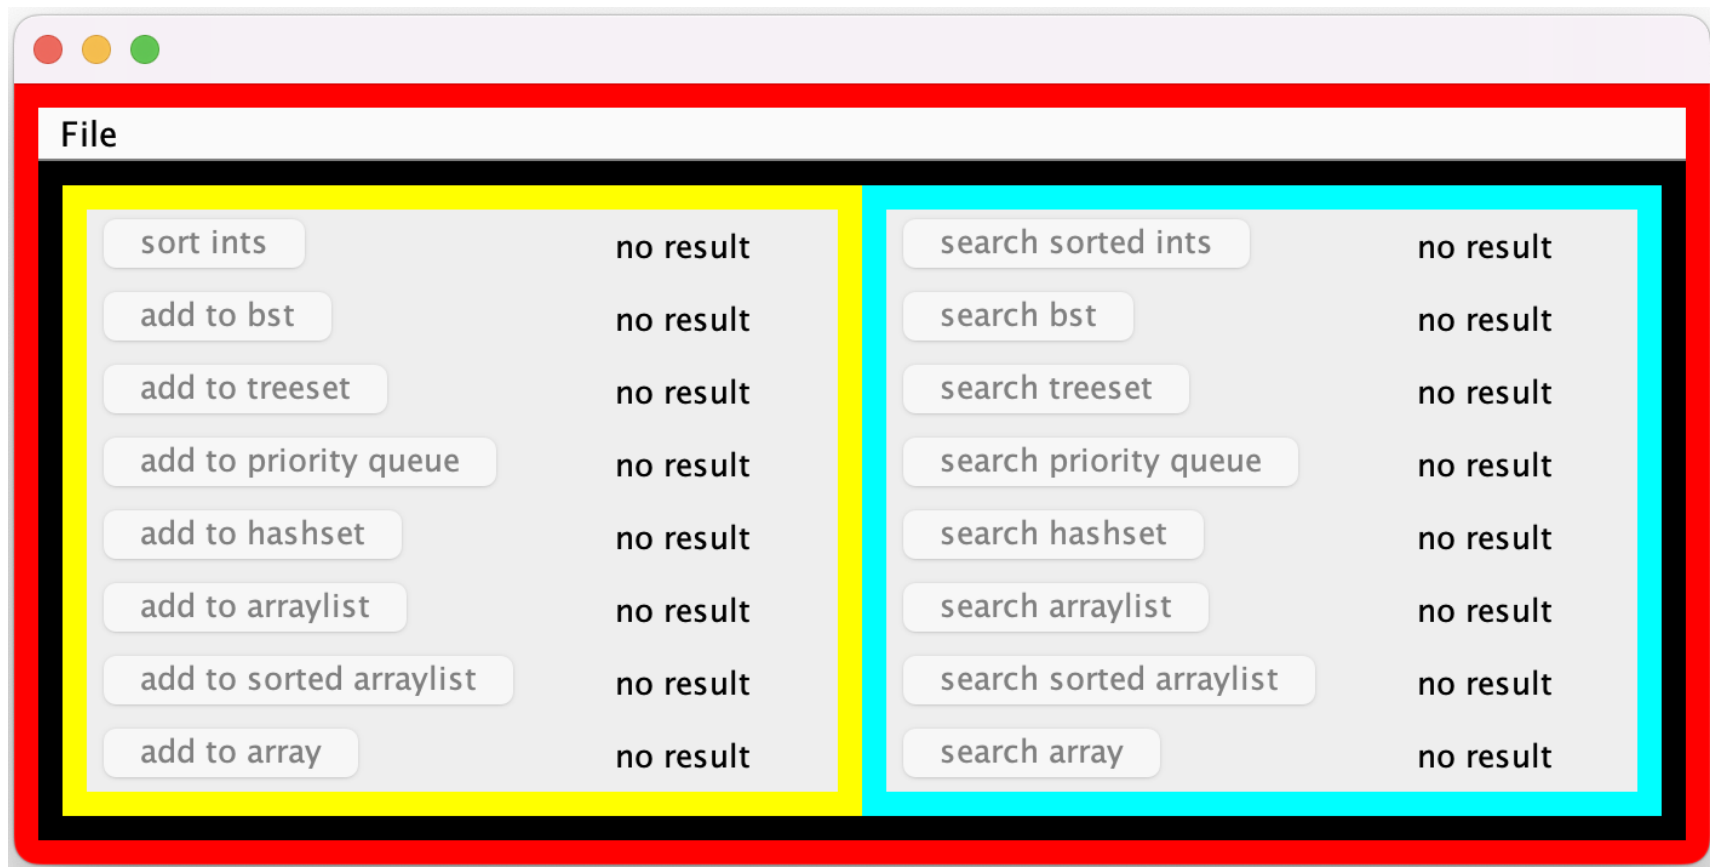 File
sort ints no result
add to bst no result
add to treeset no result
add to priority queue no result
add to hashset no result
add to arraylist no result
add to sorted arraylist no result
add to array no result
search sorted ints no result
search bst no result
search treeset no result
search priority queue no result
search hashset no result
search arraylist no result
search sorted arraylist no result
search array no result